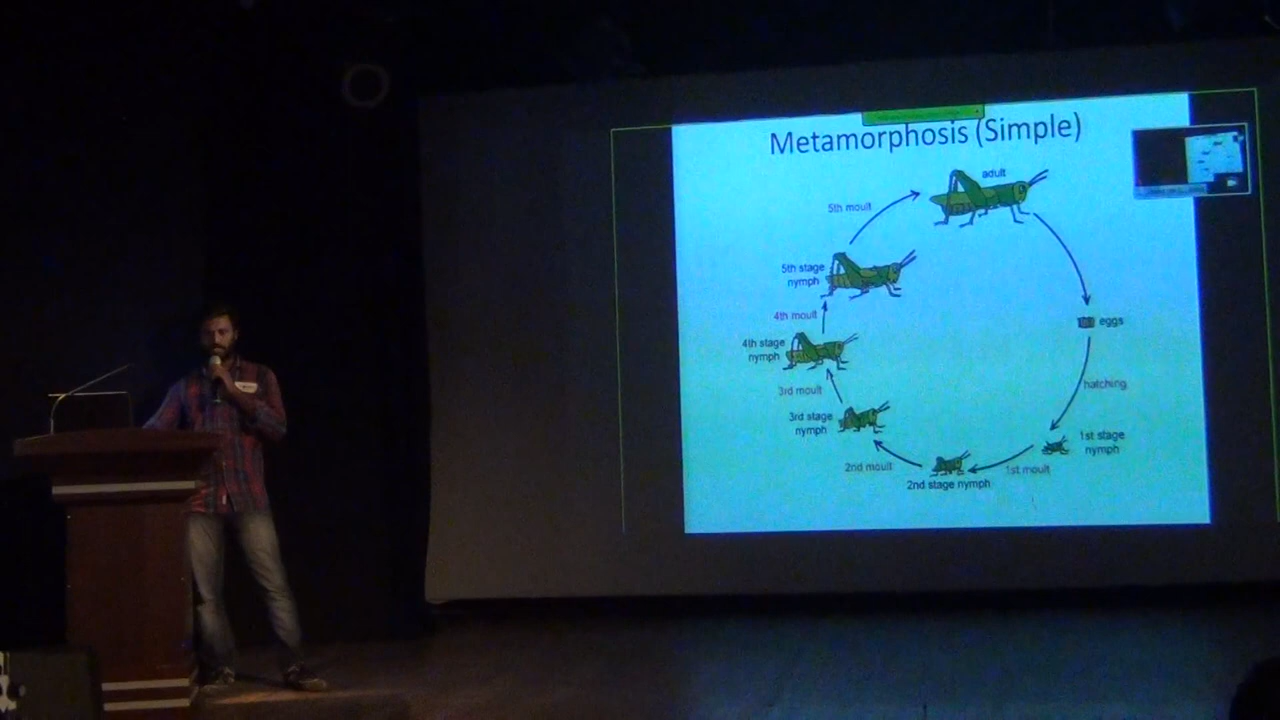 Metamorphosis (Simple)
adult
5th moult
5th stage
nymph
4th moult
eggs
4th stage
nymph
hatching
3rd moult
3rd stage
nymph
1st stage
nymph
2nd moult
1st moult
2nd stage nymph